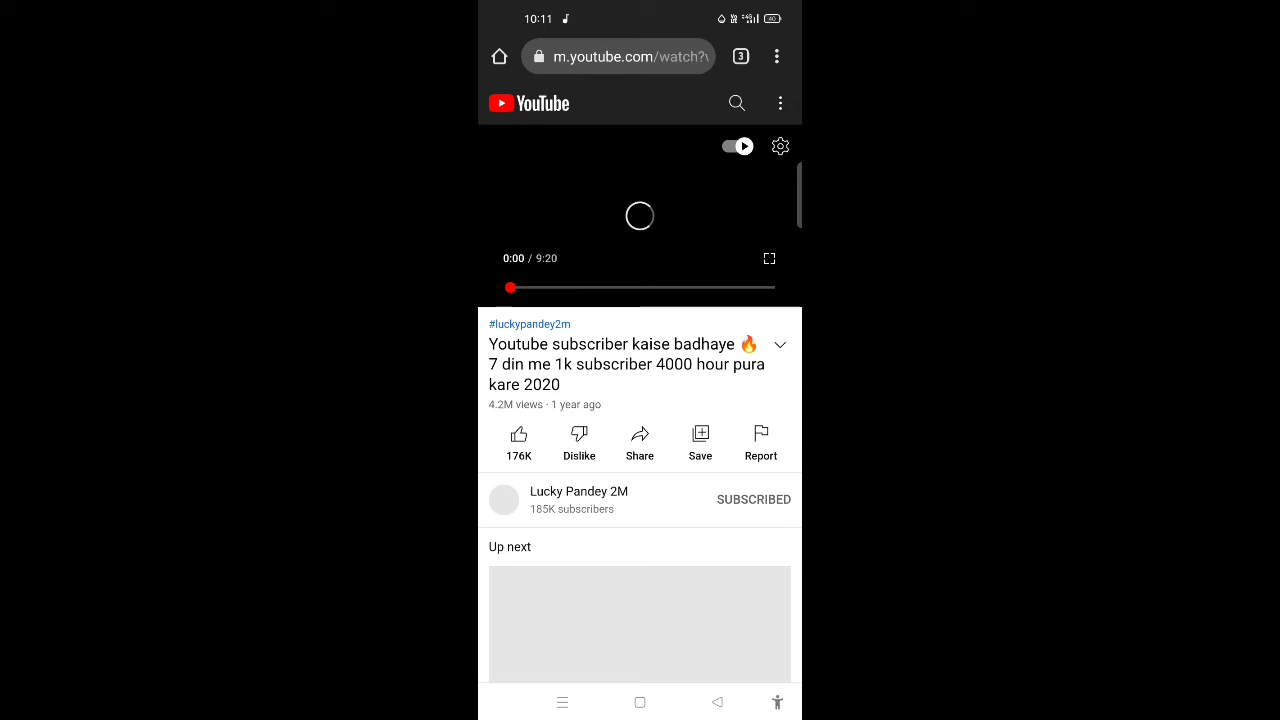 10:11
m.youtube.com/watch?v
3
YouTube
0:00 / 9:20
#luckypandey2m
Youtube subscriber kaise badhaye 🔥
7 din me 1k subscriber 4000 hour pura
kare 2020
4.2M views · 1 year ago
176K Dislike Share Save Report
Lucky Pandey 2M
185K subscribers
SUBSCRIBED
Up next